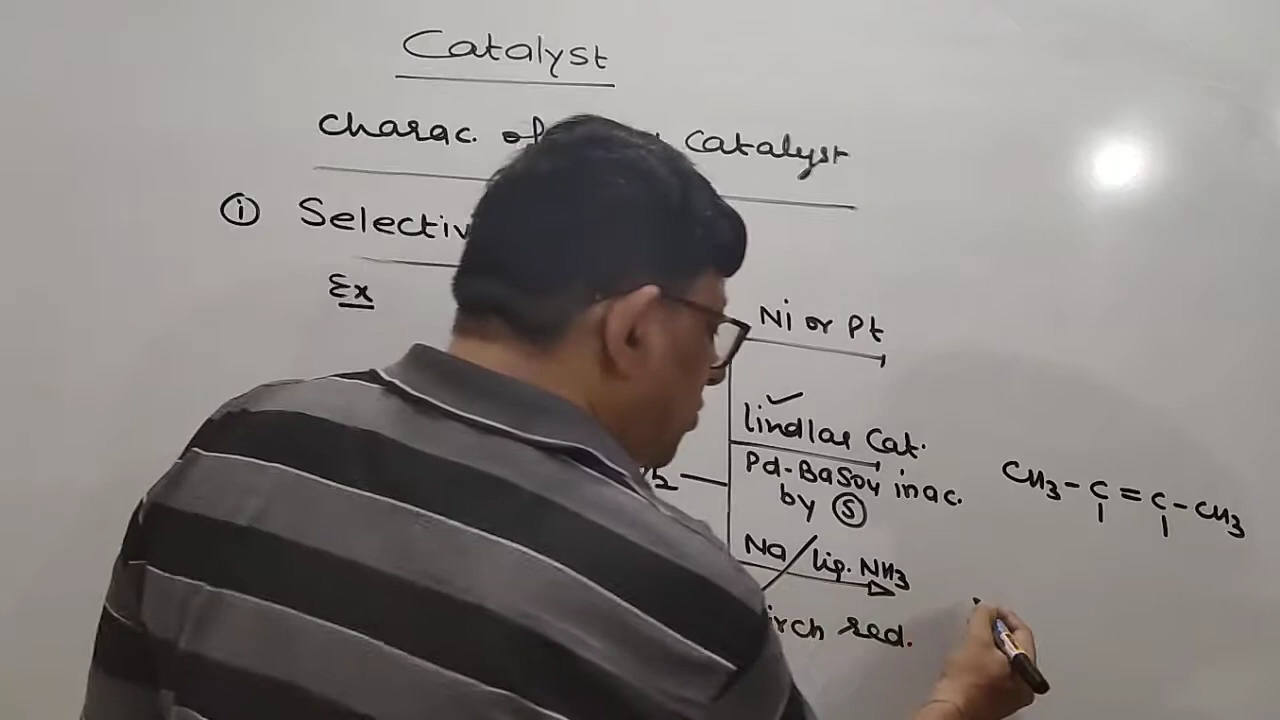 Catalyst
Charac. of Catalyst
① Selectiv
Ex
Ni or Pt
lindlar Cat.
Pd-BaSO4 inac.
by Ⓢ
CH3-C=C-CH3
Na/liq. NH3
irch red.